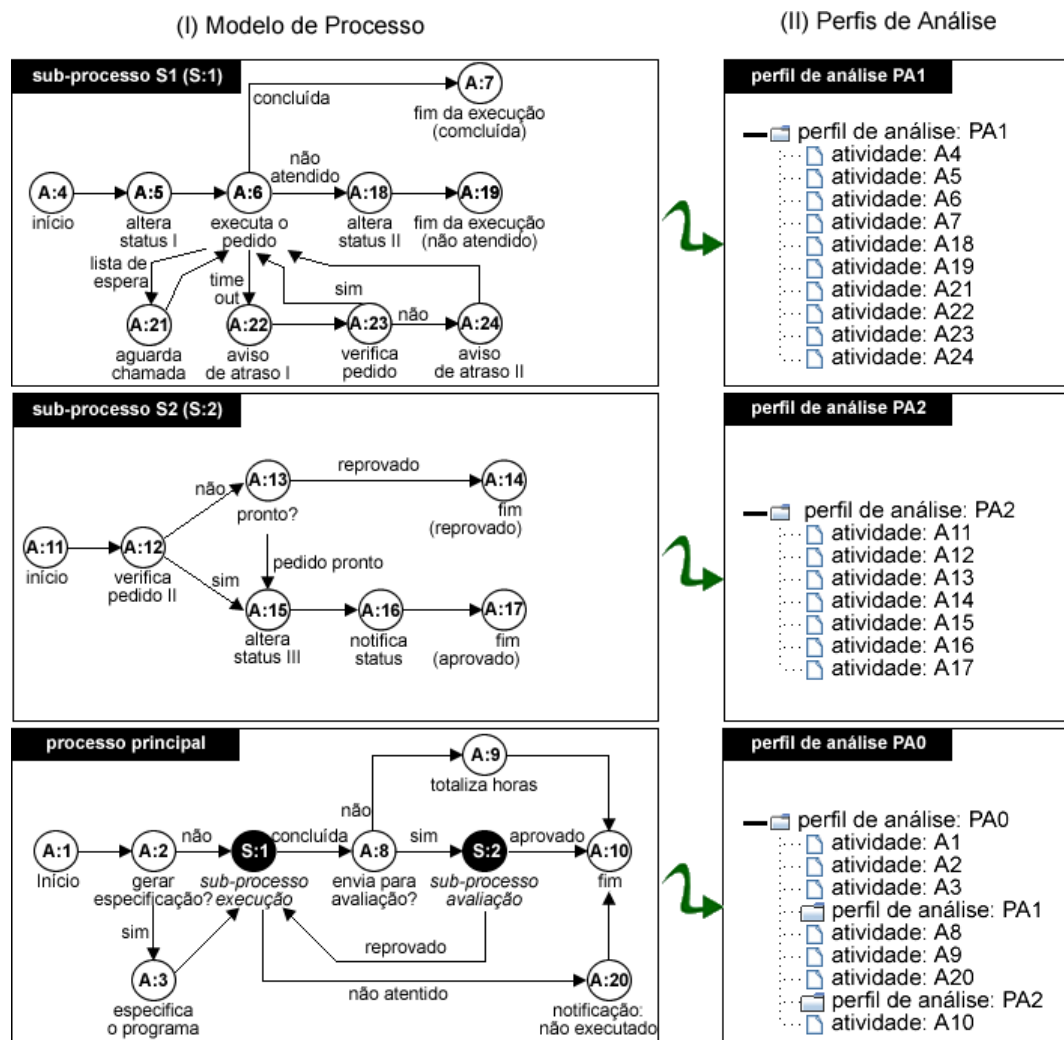 (I) Modelo de Processo
(II) Perfis de Análise
sub-processo S1 (S:1)
A:7
concluída
fim da execução
(comcluída)
não
atendido
A:4
A:5
A:6
A:18
A:19
início
altera
status I
executa o
pedido
altera
status II
fim da execução
(não atendido)
lista de
espera
time
out
sim
não
A:21
A:22
A:23
A:24
aguarda
chamada
aviso
de atraso I
verifica
pedido
aviso
de atraso II
perfil de análise PA1
perfil de análise: PA1
atividade: A4
atividade: A5
atividade: A6
atividade: A7
atividade: A18
atividade: A19
atividade: A21
atividade: A22
atividade: A23
atividade: A24
sub-processo S2 (S:2)
reprovado
A:13
A:14
não
pronto?
fim
(reprovado)
A:11
A:12
início
verifica
pedido II
pedido pronto
sim
A:15
A:16
A:17
altera
status III
notifica
status
fim
(aprovado)
perfil de análise PA2
perfil de análise: PA2
atividade: A11
atividade: A12
atividade: A13
atividade: A14
atividade: A15
atividade: A16
atividade: A17
processo principal
A:9
totaliza horas
não
não
concluída
sim
aprovado
A:1
A:2
S:1
A:8
S:2
A:10
Início
gerar
especificação?
sub-processo
execução
envia para
avaliação?
sub-processo
avaliação
fim
sim
reprovado
A:3
não atentido
A:20
especifica
o programa
notificação:
não executado
perfil de análise PA0
perfil de análise: PA0
atividade: A1
atividade: A2
atividade: A3
perfil de análise: PA1
atividade: A8
atividade: A9
atividade: A20
perfil de análise: PA2
atividade: A10